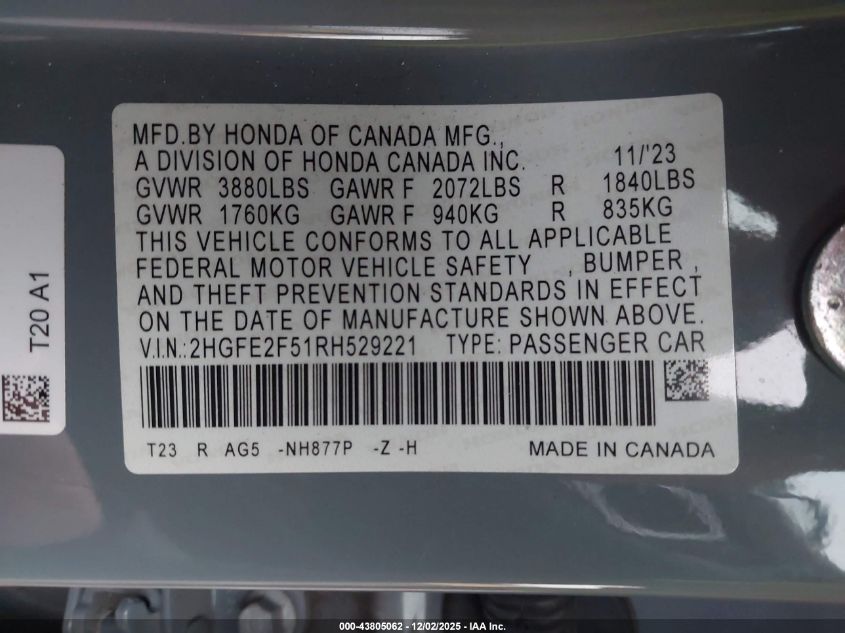 MFD.BY HONDA OF CANADA MFG.,
A DIVISION OF HONDA CANADA INC. 11/'23
GVWR 3880LBS GAWR F 2072LBS R 1840LBS
GVWR 1760KG GAWR F 940KG R 835KG
THIS VEHICLE CONFORMS TO ALL APPLICABLE
FEDERAL MOTOR VEHICLE SAFETY , BUMPER ,
AND THEFT PREVENTION STANDARDS IN EFFECT
ON THE DATE OF MANUFACTURE SHOWN ABOVE.
V.I.N.:2HGFE2F51RH529221 TYPE: PASSENGER CAR
T23 R AG5 -NH877P -Z -H MADE IN CANADA
T20 A1
000-43805062 - 12/02/2025 - IAA Inc.